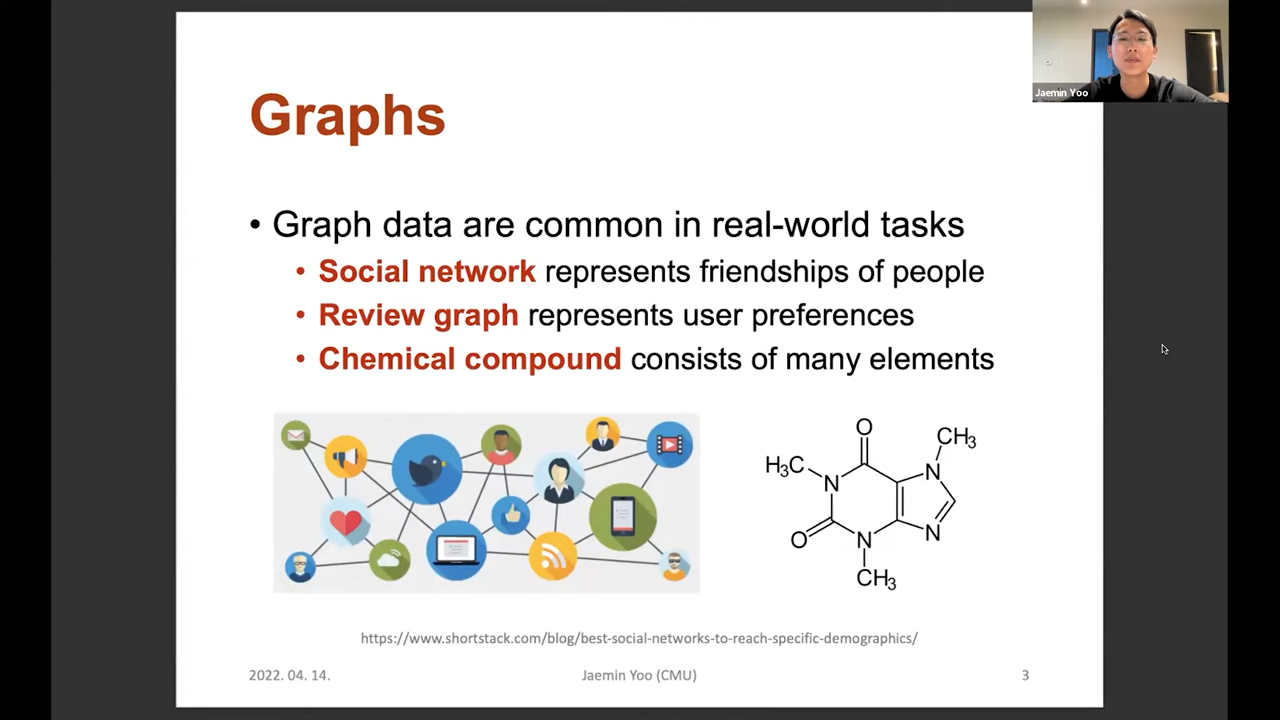 Jaemin Yoo
Graphs
• Graph data are common in real-world tasks
• Social network represents friendships of people
• Review graph represents user preferences
• Chemical compound consists of many elements
O
CH3
H3C
N
N
O
N
N
CH3
https://www.shortstack.com/blog/best-social-networks-to-reach-specific-demographics/
2022. 04. 14.
Jaemin Yoo (CMU)
3